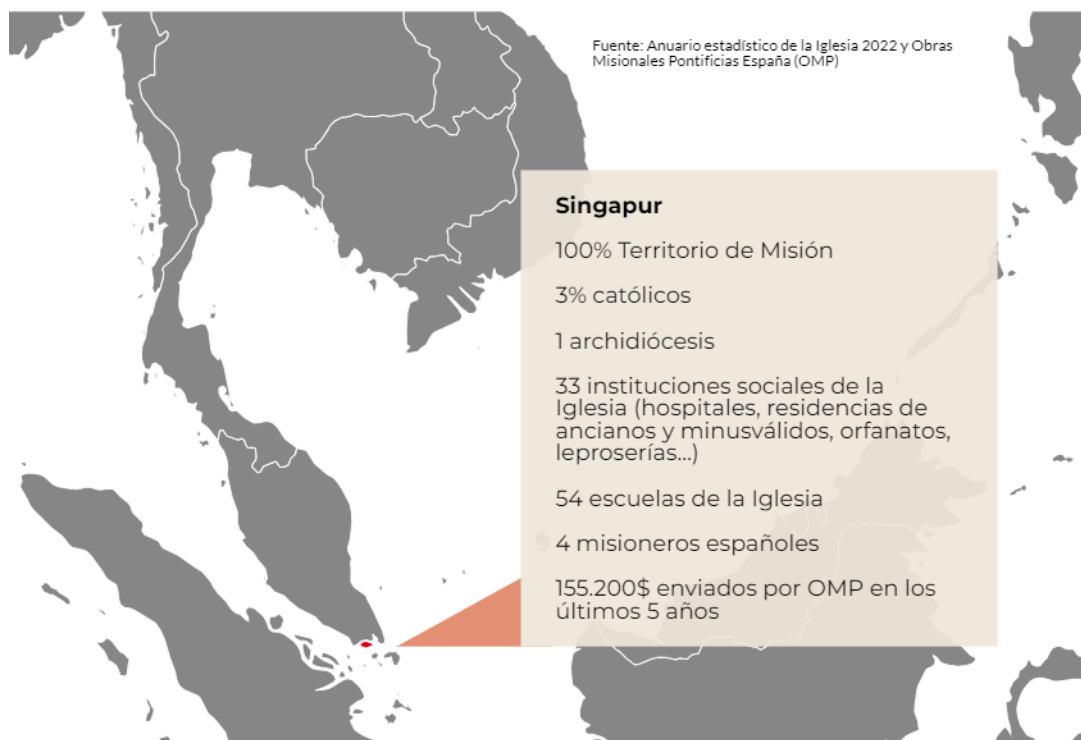 Fuente: Anuario estadístico de la Iglesia 2022 y Obras
Misionales Pontificias España (OMP)
Singapur
100% Territorio de Misión
3% católicos
1 archidiócesis
33 instituciones sociales de la
Iglesia (hospitales, residencias de
ancianos y minusválidos, orfanatos,
leproserías...)
54 escuelas de la Iglesia
4 misioneros españoles
155.200$ enviados por OMP en los
últimos 5 años